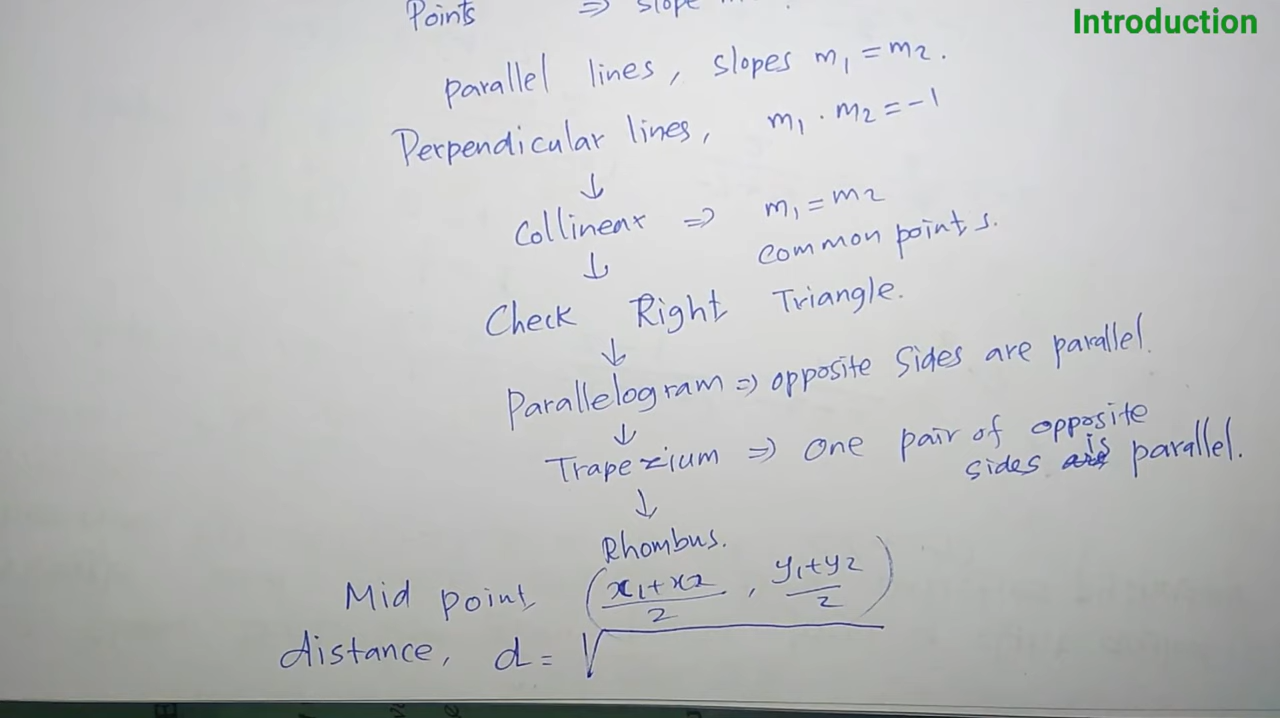 Introduction
Points ⇒ slope
parallel lines, slopes m₁ = m₂.
Perpendicular lines, m₁ · m₂ = -1
↓
Collinear ⇒ m₁ = m₂
common points.
↓
Check Right Triangle.
↓
Parallelogram ⇒ opposite sides are parallel.
↓
Trapezium ⇒ one pair of opposite
sides is parallel.
↓
Rhombus.
Mid point (x₁+x₂/2, y₁+y₂/2)
distance, d = √